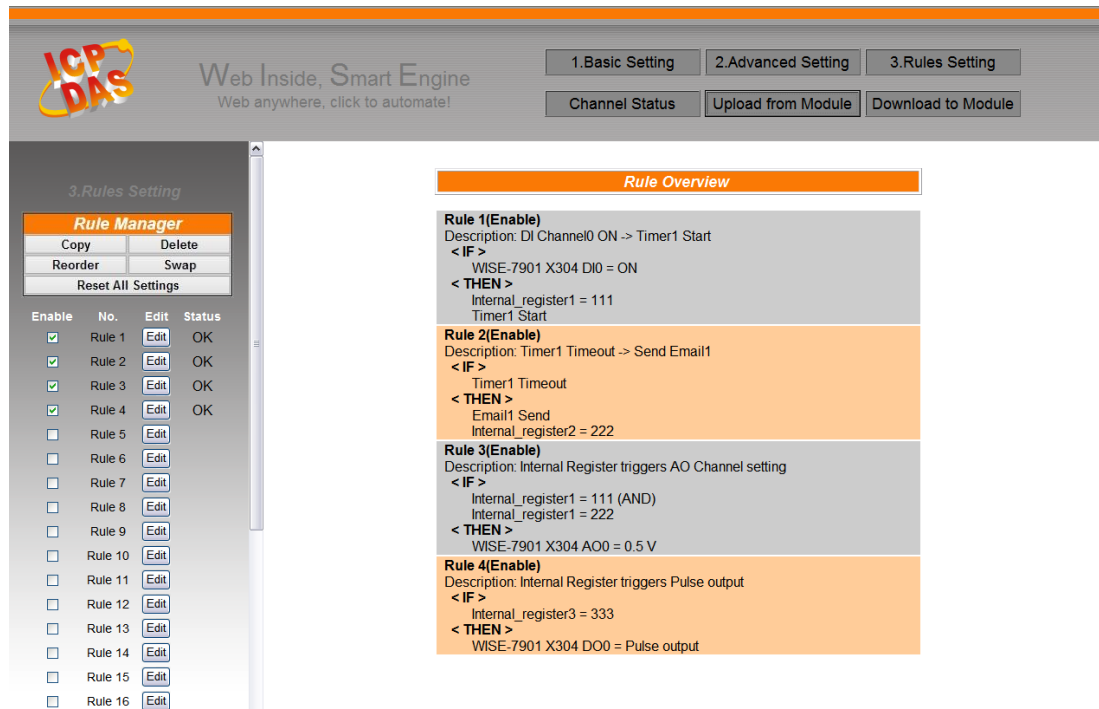 ICP
DAS
Web Inside, Smart Engine
Web anywhere, click to automate!
1.Basic Setting 2.Advanced Setting 3.Rules Setting
Channel Status Upload from Module Download to Module
3.Rules Setting
Rule Manager
Copy Delete
Reorder Swap
Reset All Settings
Enable No. Edit Status
Rule 1 Edit OK
Rule 2 Edit OK
Rule 3 Edit OK
Rule 4 Edit OK
Rule 5 Edit
Rule 6 Edit
Rule 7 Edit
Rule 8 Edit
Rule 9 Edit
Rule 10 Edit
Rule 11 Edit
Rule 12 Edit
Rule 13 Edit
Rule 14 Edit
Rule 15 Edit
Rule 16 Edit
Rule Overview
Rule 1(Enable)
Description: DI Channel0 ON -> Timer1 Start
< IF >
WISE-7901 X304 DI0 = ON
< THEN >
Internal_register1 = 111
Timer1 Start
Rule 2(Enable)
Description: Timer1 Timeout -> Send Email1
< IF >
Timer1 Timeout
< THEN >
Email1 Send
Internal_register2 = 222
Rule 3(Enable)
Description: Internal Register triggers AO Channel setting
< IF >
Internal_register1 = 111 (AND)
Internal_register1 = 222
< THEN >
WISE-7901 X304 AO0 = 0.5 V
Rule 4(Enable)
Description: Internal Register triggers Pulse output
< IF >
Internal_register3 = 333
< THEN >
WISE-7901 X304 DO0 = Pulse output